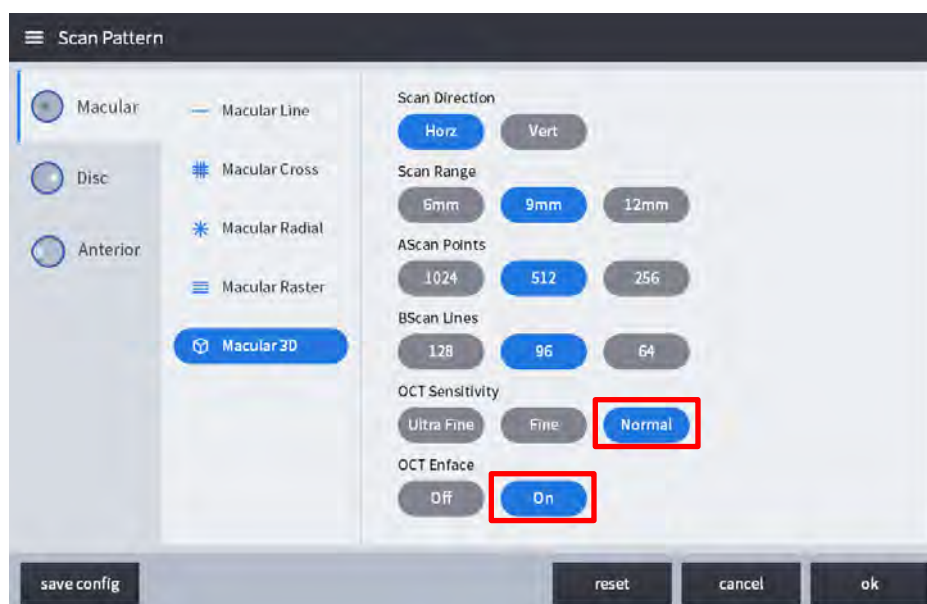 Scan Pattern
Macular
Disc
Anterior
Macular Line
Macular Cross
Macular Radial
Macular Raster
Macular 3D
Scan Direction
Horz Vert
Scan Range
6mm 9mm 12mm
AScan Points
1024 512 256
BScan Lines
128 96 64
OCT Sensitivity
Ultra Fine Fine Normal
OCT Enface
Off On
save config reset cancel ok